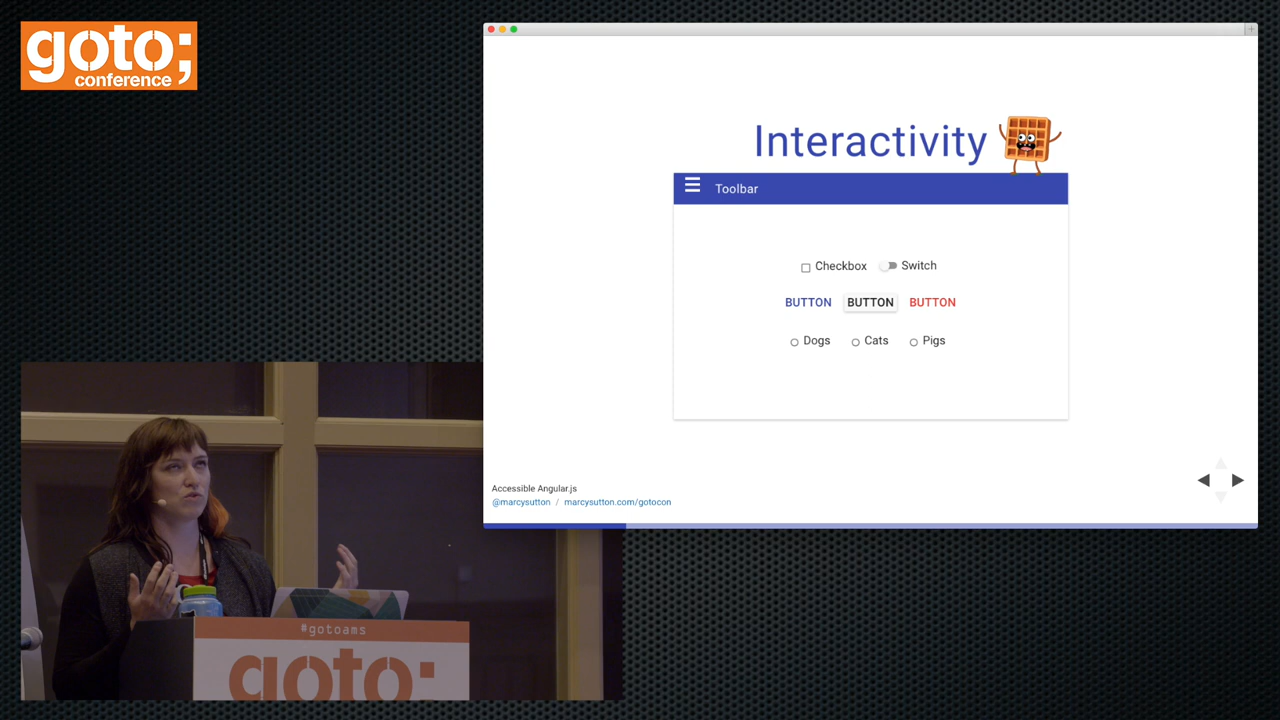 goto;
conference
Interactivity
Toolbar
Checkbox Switch
BUTTON BUTTON BUTTON
Dogs Cats Pigs
Accessible Angular.js
@marcysutton / marcysutton.com/gotocon
#gotoams
goto;